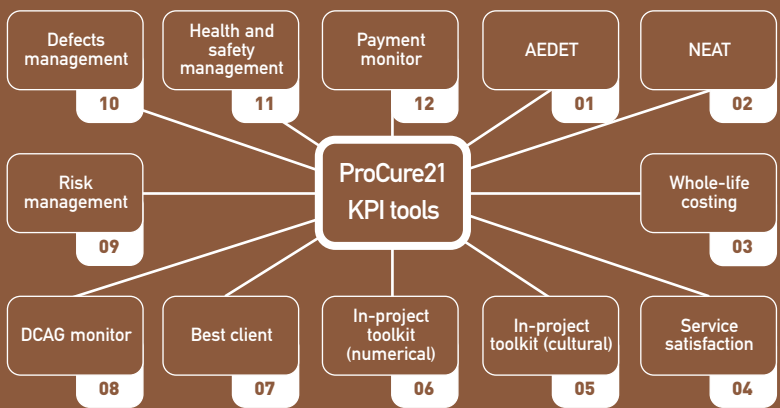 Defects
management
10
Health and
safety
management
11
Payment
monitor
12
AEDET
01
NEAT
02
Risk
management
09
ProCure21
KPI tools
Whole-life
costing
03
DCAG monitor
08
Best client
07
In-project
toolkit
(numerical)
06
In-project
toolkit (cultural)
05
Service
satisfaction
04